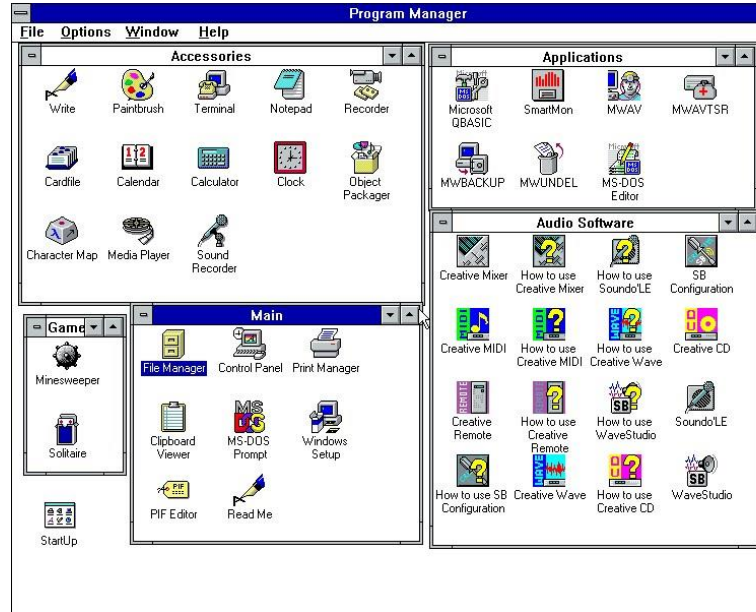 Program Manager
File Options Window Help
Accessories
Write Paintbrush Terminal Notepad Recorder
Cardfile Calendar Calculator Clock Object
Packager
Character Map Media Player Sound
Recorder
Applications
Microsoft SmartMon MWAV MWAVTSR
QBASIC
MWBACKUP MWUNDEL MS-DOS
Editor
Audio Software
Creative Mixer How to use How to use SB
Creative Mixer Soundo'LE Configuration
Creative MIDI How to use How to use Creative CD
Creative MIDI Creative Wave
Creative How to use How to use Soundo'LE
Remote Creative WaveStudio
Remote
How to use SB Creative Wave How to use WaveStudio
Configuration Creative CD
Game
Minesweeper
Solitaire
Main
File Manager Control Panel Print Manager
Clipboard MS-DOS Windows
Viewer Prompt Setup
PIF Editor Read Me
StartUp